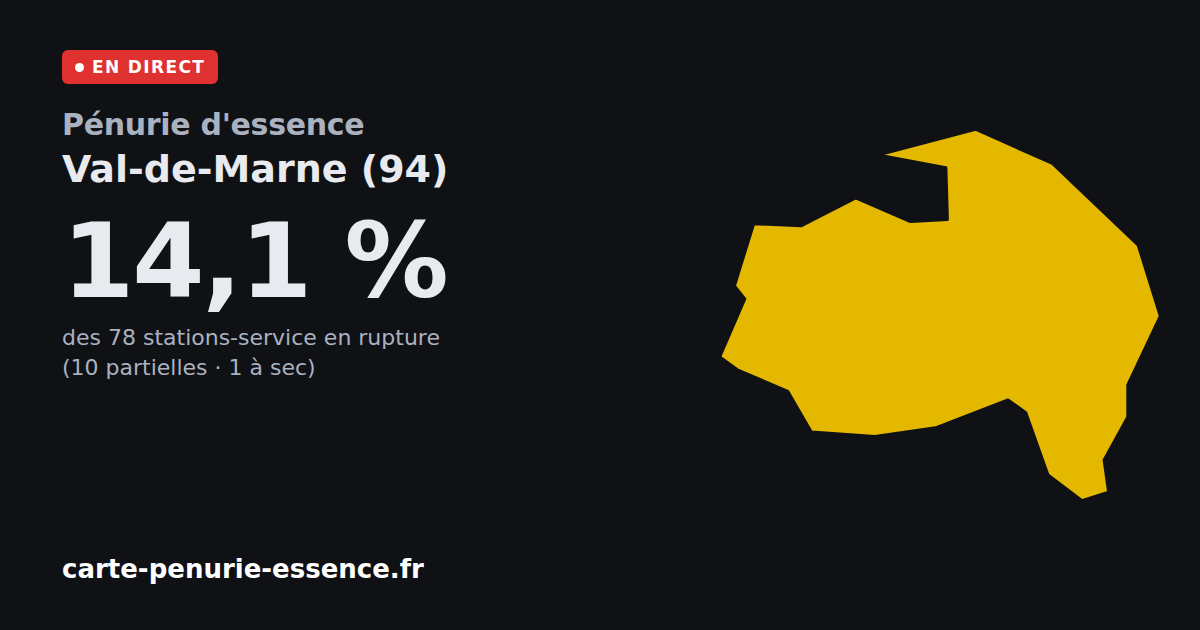 EN DIRECT
Pénurie d'essence
Val-de-Marne (94)
14,1 %
des 78 stations-service en rupture
(10 partielles · 1 à sec)
carte-penurie-essence.fr